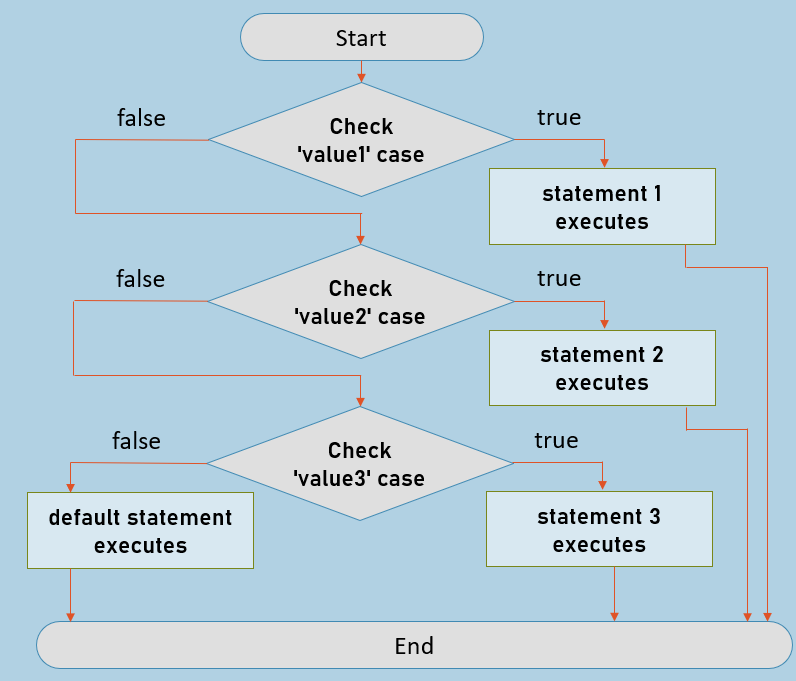 Start
false
true
Check
'value1' case
statement 1
executes
false
true
Check
'value2' case
statement 2
executes
false
true
Check
'value3' case
default statement
executes
statement 3
executes
End